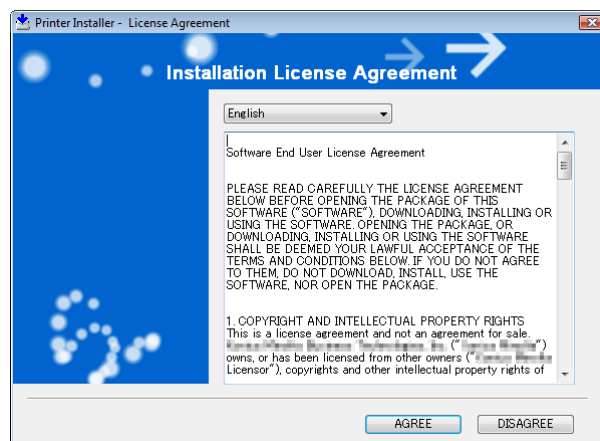 Printer Installer - License Agreement
Installation License Agreement
English
Software End User License Agreement
PLEASE READ CAREFULLY THE LICENSE AGREEMENT
BELOW BEFORE OPENING THE PACKAGE OF THIS
SOFTWARE ("SOFTWARE"), DOWNLOADING, INSTALLING OR
USING THE SOFTWARE. OPENING THE PACKAGE, OR
DOWNLOADING, INSTALLING OR USING THE SOFTWARE
SHALL BE DEEMED YOUR LAWFUL ACCEPTANCE OF THE
TERMS AND CONDITIONS BELOW. IF YOU DO NOT AGREE
TO THEM, DO NOT DOWNLOAD, INSTALL, USE THE
SOFTWARE, NOR OPEN THE PACKAGE.
1. COPYRIGHT AND INTELLECTUAL PROPERTY RIGHTS
This is a license agreement and not an agreement for sale.
(" ")
owns, or has been licensed from other owners ("
Licensor"), copyrights and other intellectual property rights of
AGREE
DISAGREE